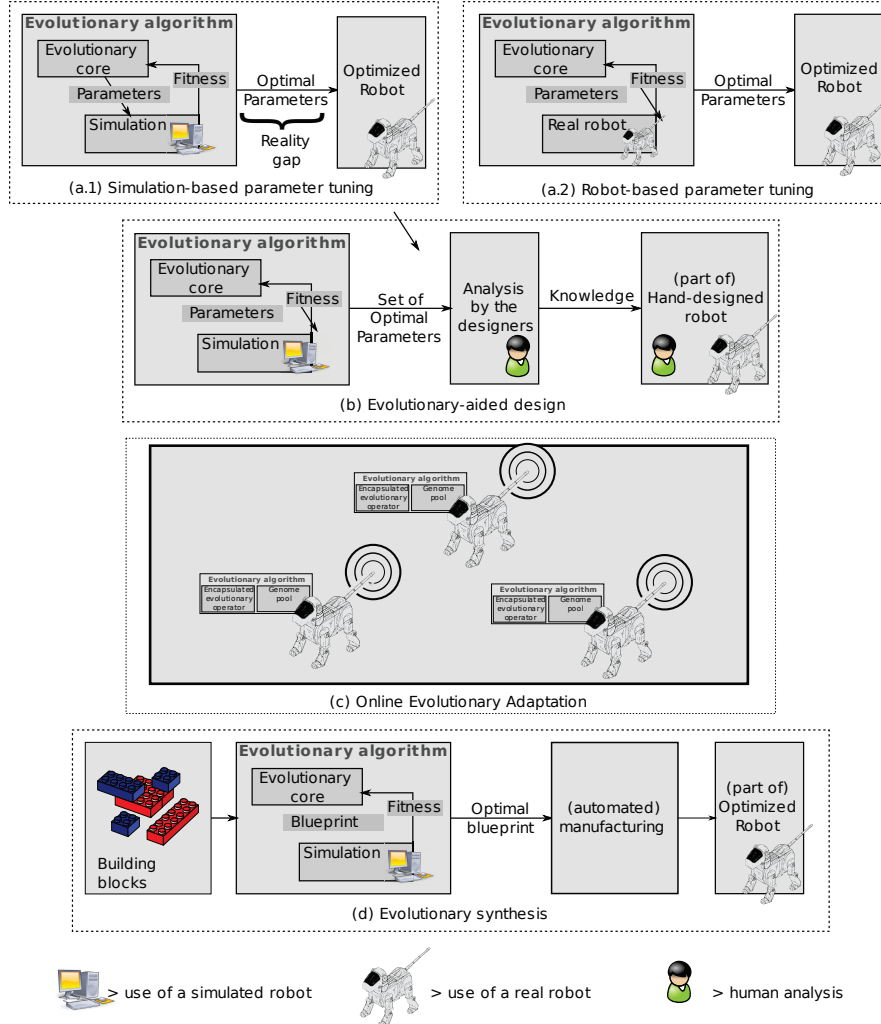 Evolutionary algorithm
Evolutionary
core
Fitness
Parameters
Simulation
Optimal
Parameters
Reality
gap
Optimized
Robot
(a.1) Simulation-based parameter tuning
Evolutionary algorithm
Evolutionary
core
Fitness
Parameters
Real robot
Optimal
Parameters
Optimized
Robot
(a.2) Robot-based parameter tuning
Evolutionary algorithm
Evolutionary
core
Fitness
Parameters
Simulation
Set of
Optimal
Parameters
Analysis
by the
designers
Knowledge
(part of)
Hand-designed
robot
(b) Evolutionary-aided design
Evolutionary algorithm
Encapsulated
evolutionary
operator
Genome
pool
Evolutionary algorithm
Encapsulated
evolutionary
operator
Genome
pool
Evolutionary algorithm
Encapsulated
evolutionary
operator
Genome
pool
(c) Online Evolutionary Adaptation
Building
blocks
Evolutionary algorithm
Evolutionary
core
Fitness
Blueprint
Simulation
Optimal
blueprint
(automated)
manufacturing
(part of)
Optimized
Robot
(d) Evolutionary synthesis
> use of a simulated robot
> use of a real robot
> human analysis